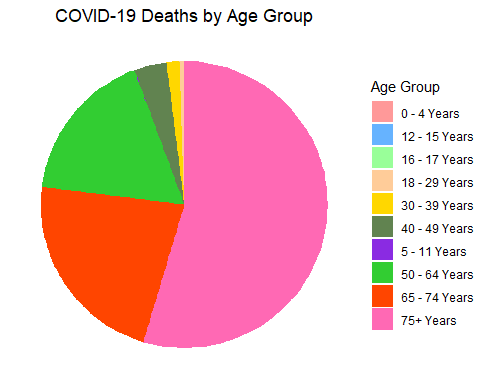 COVID-19 Deaths by Age Group
Age Group
0 - 4 Years
12 - 15 Years
16 - 17 Years
18 - 29 Years
30 - 39 Years
40 - 49 Years
5 - 11 Years
50 - 64 Years
65 - 74 Years
75+ Years